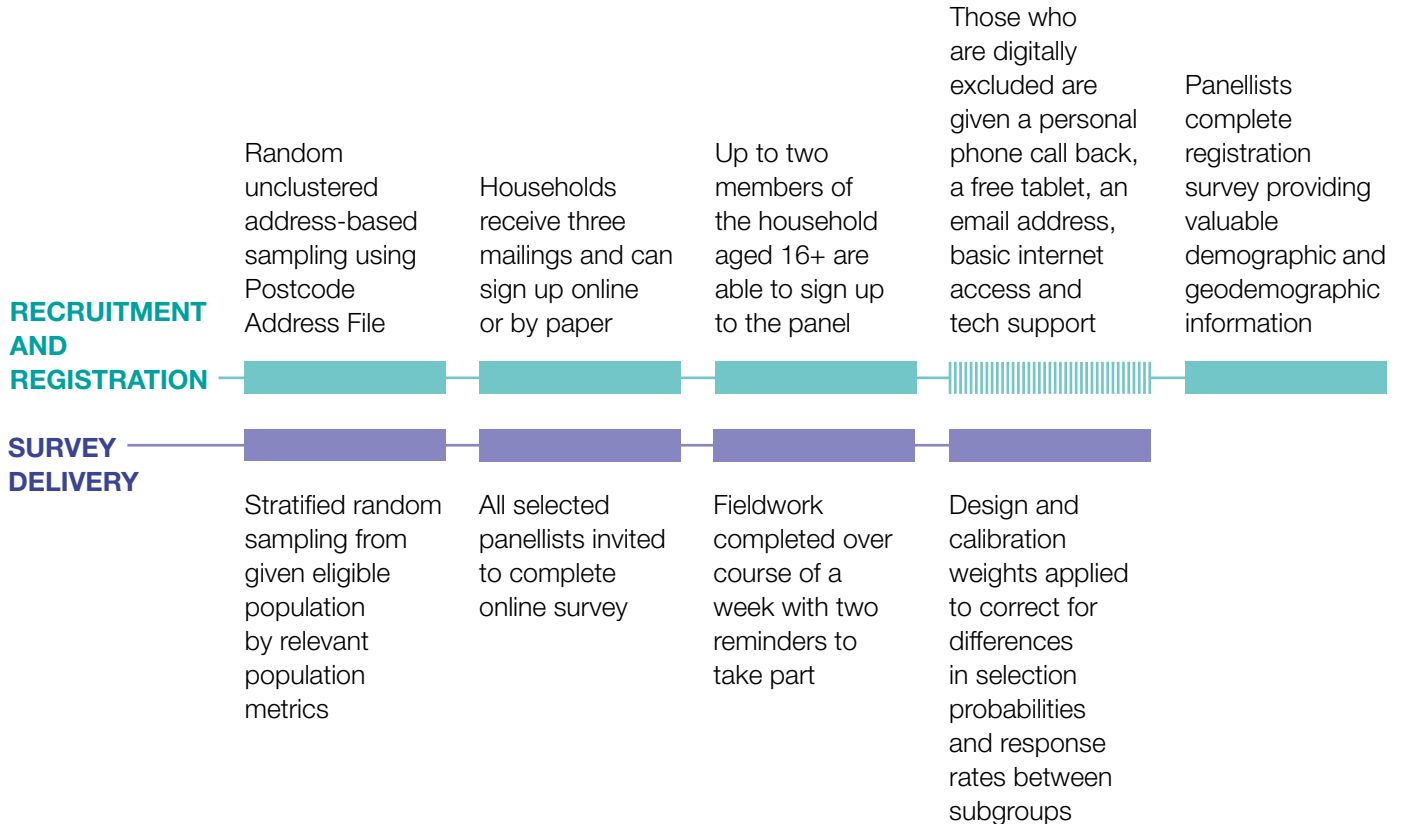 RECRUITMENT
AND
REGISTRATION
Random
unclustered
address-based
sampling using
Postcode
Address File
Households
receive three
mailings and can
sign up online
or by paper
Up to two
members of
the household
aged 16+ are
able to sign up
to the panel
Those who
are digitally
excluded are
given a personal
phone call back,
a free tablet, an
email address,
basic internet
access and
tech support
Panellists
complete
registration
survey providing
valuable
demographic and
geodemographic
information
SURVEY
DELIVERY
Stratified random
sampling from
given eligible
population
by relevant
population
metrics
All selected
panellists invited
to complete
online survey
Fieldwork
completed over
course of a
week with two
reminders to
take part
Design and
calibration
weights applied
to correct for
differences
in selection
probabilities
and response
rates between
subgroups